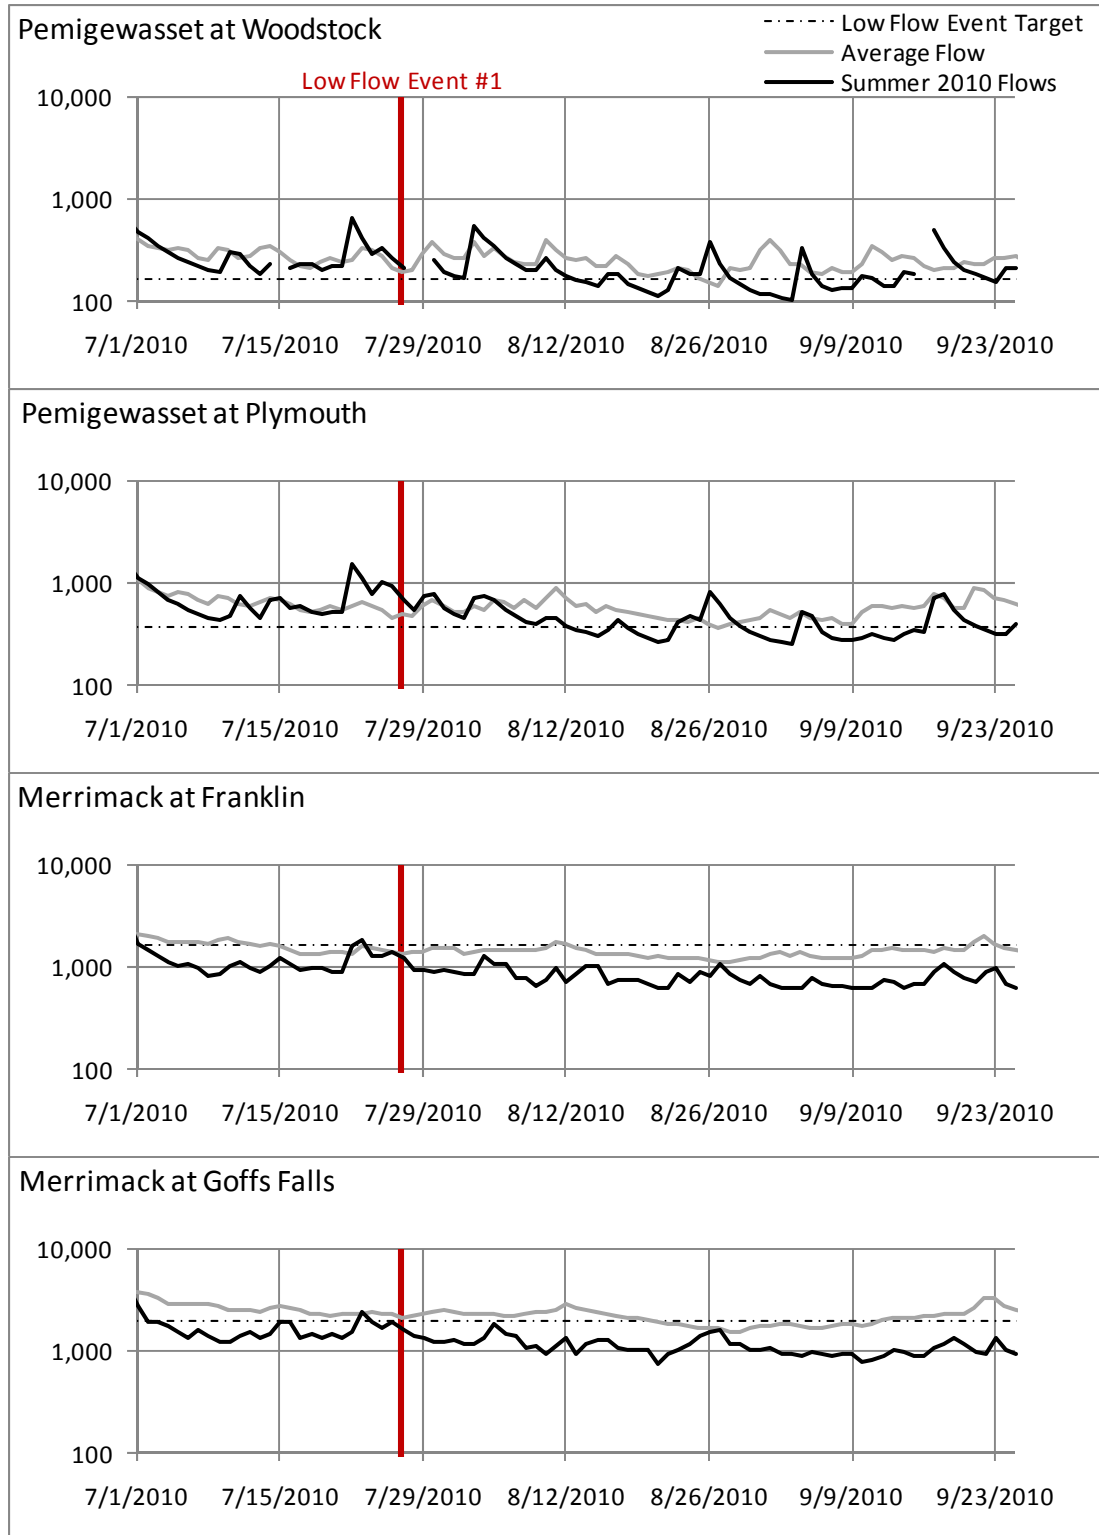 Pemigewasset at Woodstock
Low Flow Event Target
Average Flow
Summer 2010 Flows
Low Flow Event #1
10,000
1,000
100
7/1/2010 7/15/2010 7/29/2010 8/12/2010 8/26/2010 9/9/2010 9/23/2010
Pemigewasset at Plymouth
10,000
1,000
100
7/1/2010 7/15/2010 7/29/2010 8/12/2010 8/26/2010 9/9/2010 9/23/2010
Merrimack at Franklin
10,000
1,000
100
7/1/2010 7/15/2010 7/29/2010 8/12/2010 8/26/2010 9/9/2010 9/23/2010
Merrimack at Goffs Falls
10,000
1,000
100
7/1/2010 7/15/2010 7/29/2010 8/12/2010 8/26/2010 9/9/2010 9/23/2010